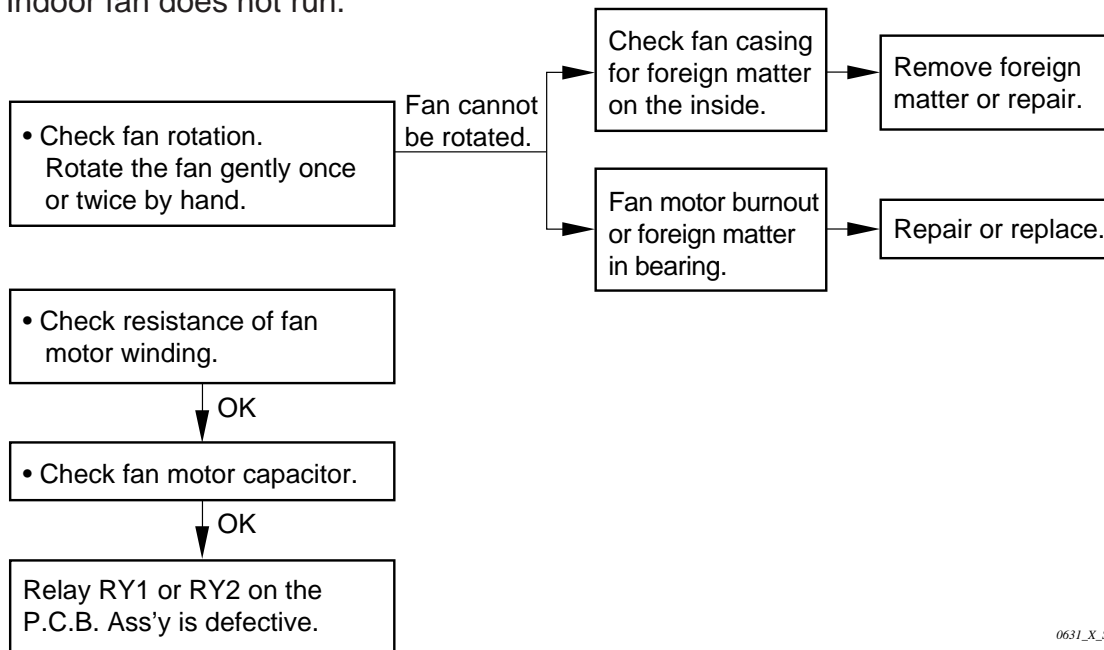 Indoor fan does not run.
• Check fan rotation.
Rotate the fan gently once
or twice by hand.
Fan cannot
be rotated.
Check fan casing
for foreign matter
on the inside.
Remove foreign
matter or repair.
Fan motor burnout
or foreign matter
in bearing.
Repair or replace.
• Check resistance of fan
motor winding.
OK
• Check fan motor capacitor.
OK
Relay RY1 or RY2 on the
P.C.B. Ass’y is defective.
0631_X_